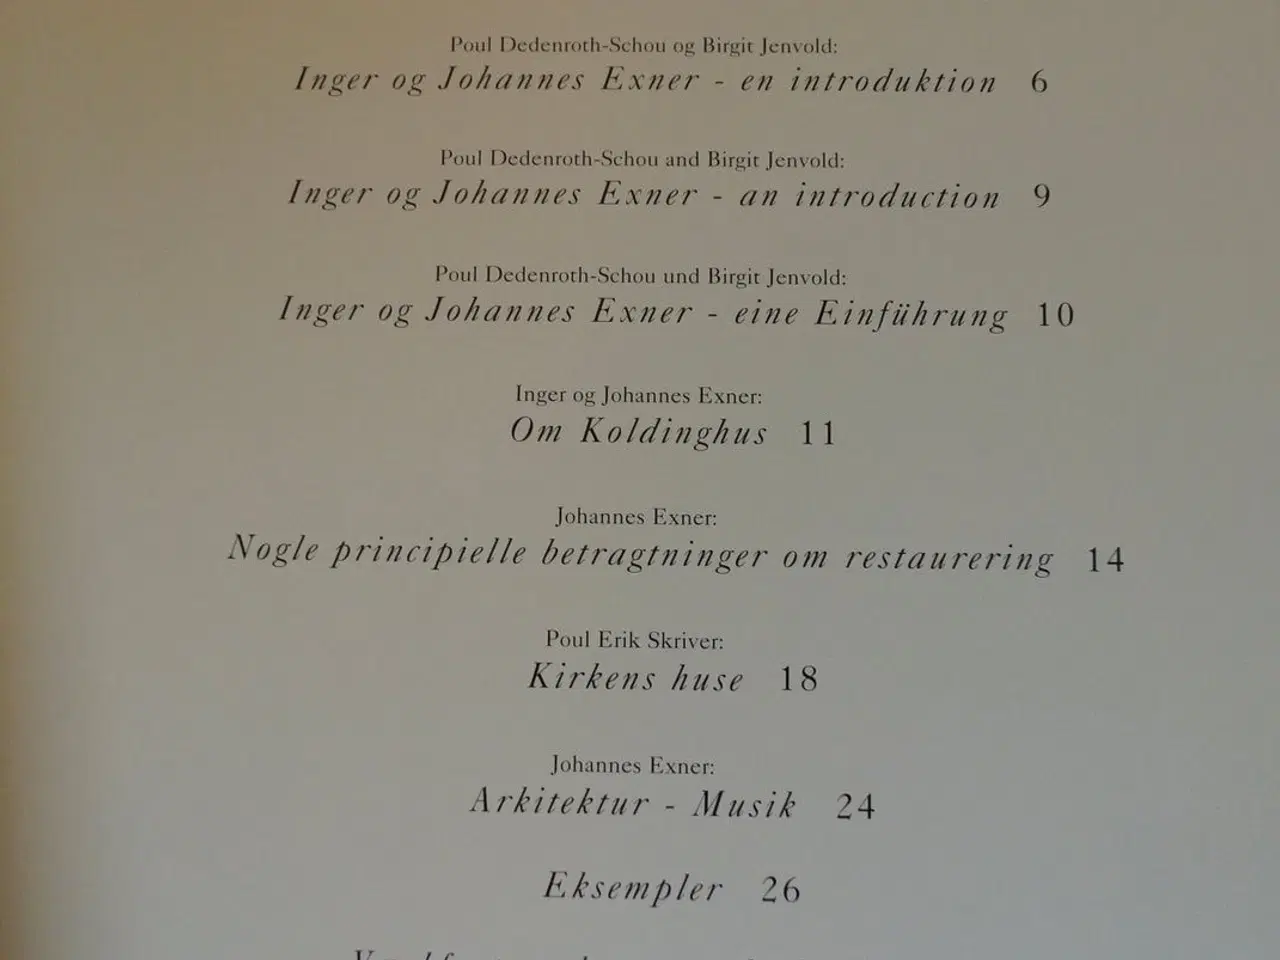 Poul Dedenroth-Schou og Birgit Jenvold:
Inger og Johannes Exner - en introduktion 6
Poul Dedenroth-Schou and Birgit Jenvold:
Inger og Johannes Exner - an introduction 9
Poul Dedenroth-Schou und Birgit Jenvold:
Inger og Johannes Exner - eine Einführung 10
Inger og Johannes Exner:
Om Koldinghus 11
Johannes Exner:
Nogle principielle betragtninger om restaurering 14
Poul Erik Skriver:
Kirkens huse 18
Johannes Exner:
Arkitektur - Musik 24
Eksempler 26